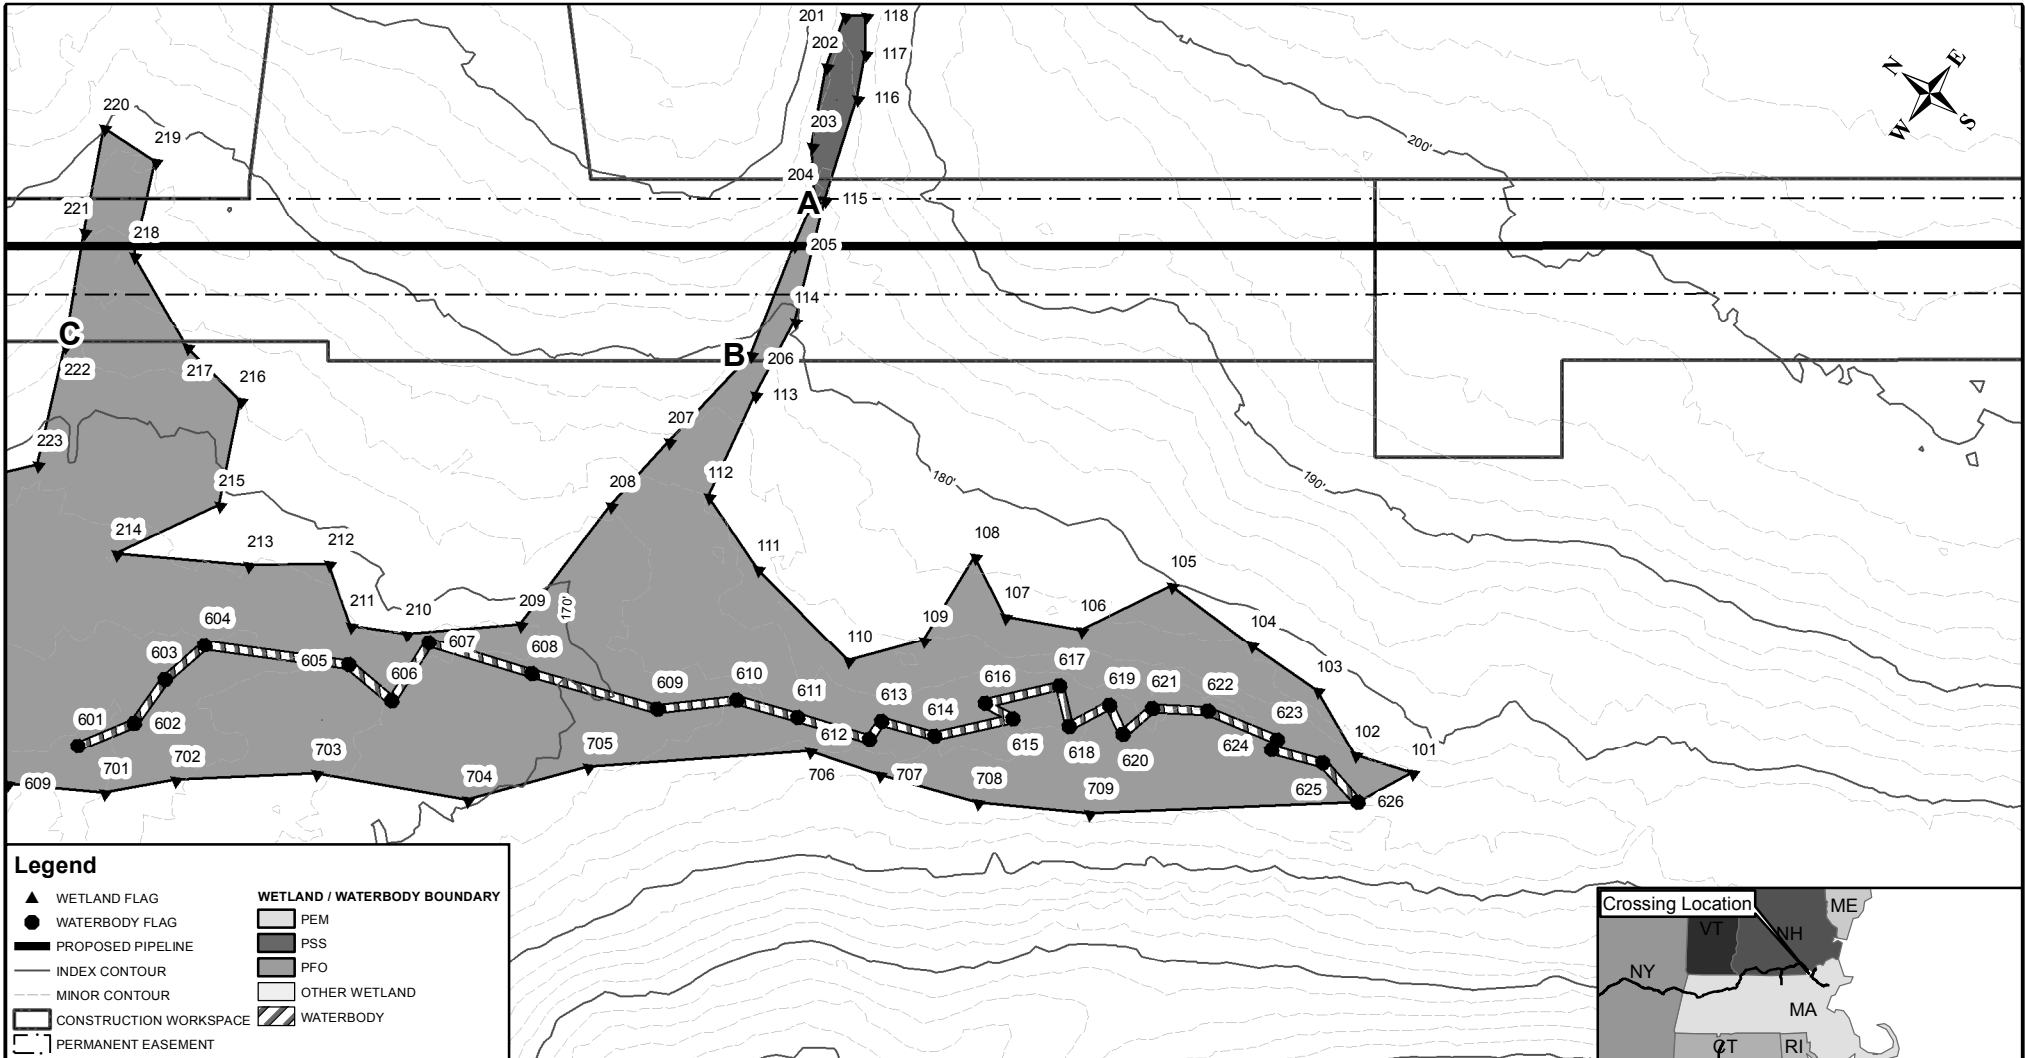 201
118
202
117
N
E
W
S
116
220
219
203
200'
204
A
115
221
218
205
114
C
B
206
222
217
216
113
207
223
112
180'
190'
215
208
214
213
212
111
108
105
170'
211
210
209
107
106
104
109
110
604
607
608
603
605
606
103
617
616
609
610
611
613
619
621
622
601
602
612
614
615
618
620
624
623
102
101
703
705
702
701
609
704
706
707
708
709
625
626
Legend
WETLAND FLAG
WATERBODY FLAG
PROPOSED PIPELINE
INDEX CONTOUR
MINOR CONTOUR
CONSTRUCTION WORKSPACE
PERMANENT EASEMENT
WETLAND / WATERBODY BOUNDARY
PEM
PSS
PFO
OTHER WETLAND
WATERBODY
Crossing Location
ME
VT
NH
NY
MA
CT
RI